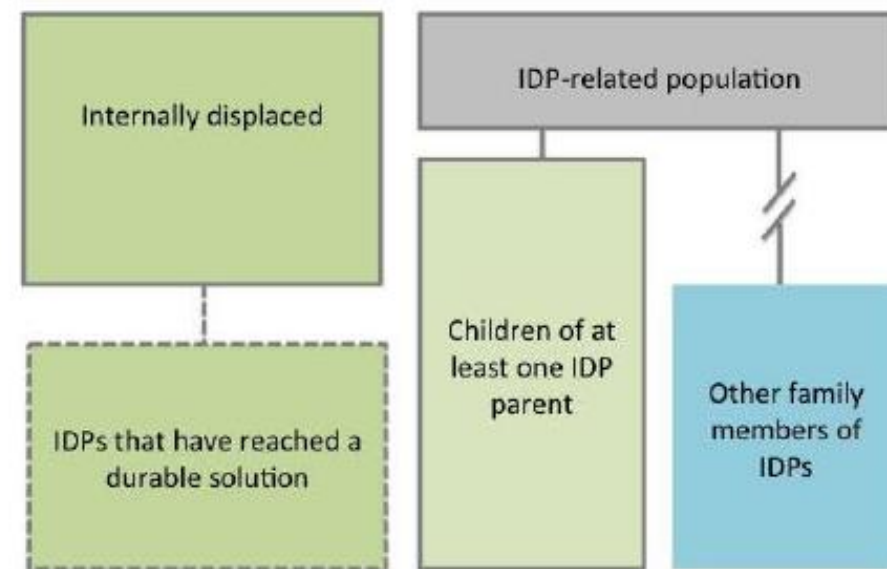 Internally displaced
IDP-related population
Children of at
least one IDP
parent
IDPs that have reached a
durable solution
Other family
members of
IDPs